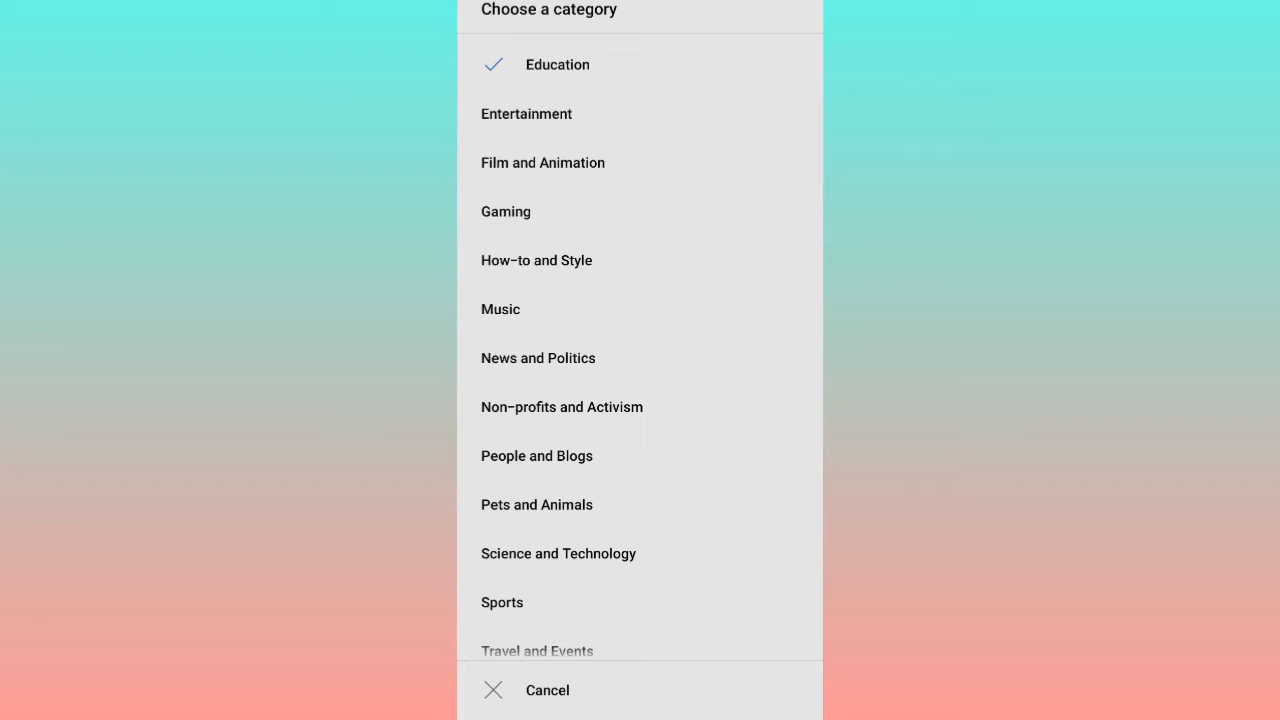 Choose a category
Education
Entertainment
Film and Animation
Gaming
How-to and Style
Music
News and Politics
Non-profits and Activism
People and Blogs
Pets and Animals
Science and Technology
Sports
Travel and Events
Cancel